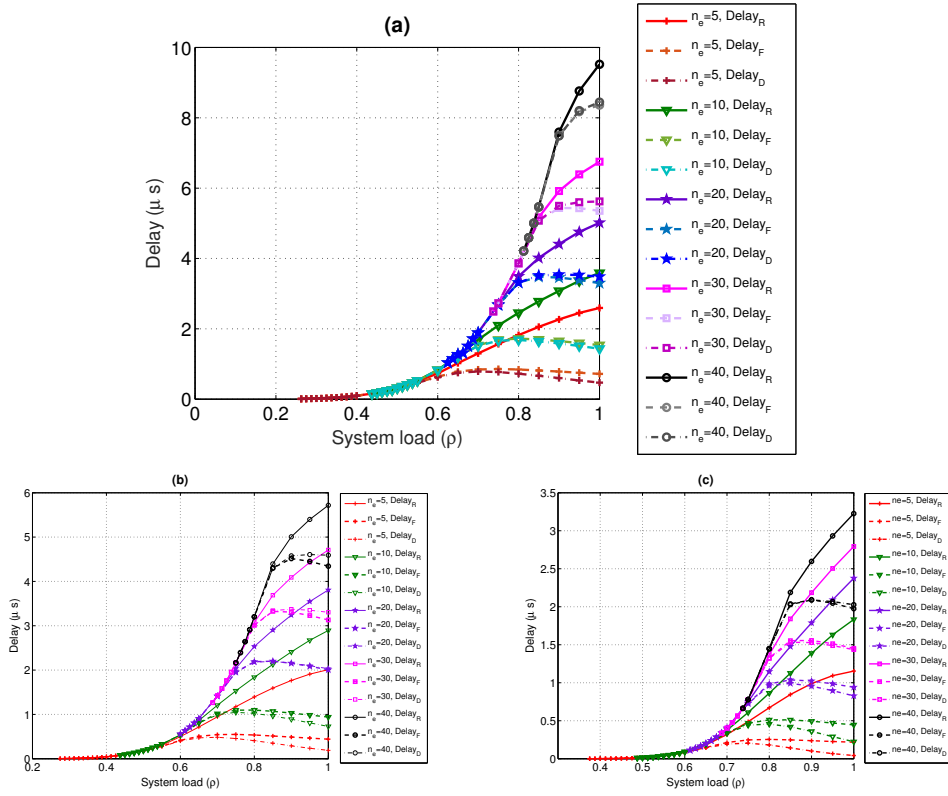 (a)
10
8
6
4
2
0
Delay (μ s)
0 0.2 0.4 0.6 0.8 1
System load (ρ)
n_e=5, Delay_R
n_e=5, Delay_F
n_e=5, Delay_D
n_e=10, Delay_R
n_e=10, Delay_F
n_e=10, Delay_D
n_e=20, Delay_R
n_e=20, Delay_F
n_e=20, Delay_D
n_e=30, Delay_R
n_e=30, Delay_F
n_e=30, Delay_D
n_e=40, Delay_R
n_e=40, Delay_F
n_e=40, Delay_D
(b)
6
5
4
3
2
1
0
Delay (μ s)
0.2 0.4 0.6 0.8 1
System load (ρ)
n_e=5, Delay_R
n_e=5, Delay_F
n_e=5, Delay_D
n_e=10, Delay_R
n_e=10, Delay_F
n_e=10, Delay_D
n_e=20, Delay_R
n_e=20, Delay_F
n_e=20, Delay_D
n_e=30, Delay_R
n_e=30, Delay_F
n_e=30, Delay_D
n_e=40, Delay_R
n_e=40, Delay_F
n_e=40, Delay_D
(c)
3.5
3
2.5
2
1.5
1
0.5
0
Delay (μ s)
0.4 0.5 0.6 0.7 0.8 0.9 1
System load (ρ)
ne=5, Delay_R
ne=5, Delay_F
ne=5, Delay_D
ne=10, Delay_R
ne=10, Delay_F
ne=10, Delay_D
ne=20, Delay_R
ne=20, Delay_F
ne=20, Delay_D
ne=30, Delay_R
ne=30, Delay_F
ne=30, Delay_D
ne=40, Delay_R
ne=40, Delay_F
ne=40, Delay_D